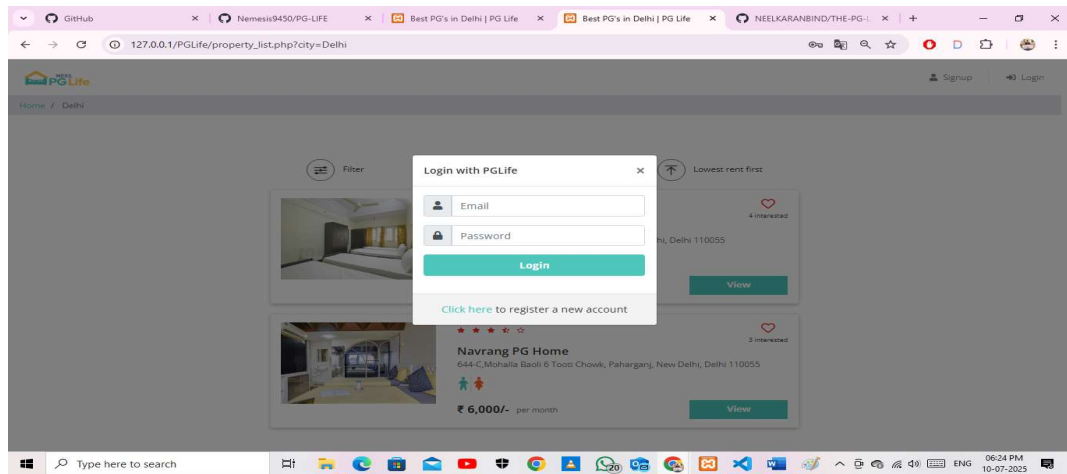 GitHub
Nemesis9450/PG-LIFE
Best PG's in Delhi | PG Life
Best PG's in Delhi | PG Life
NEELKARANBIND/THE-PG-L
127.0.0.1/PGLife/property_list.php?city=Delhi
NEEL
PG Life
Signup
Login
Home / Delhi
Filter
Lowest rent first
Login with PGLife
Email
Password
Login
Click here to register a new account
4 interested
hi, Delhi 110055
View
3 interested
Navrang PG Home
644-C,Mohalla Baoli 6 Tooti Chowk, Paharganj, New Delhi, Delhi 110055
₹ 6,000/- per month
View
Type here to search
20
ENG
06:24 PM
10-07-2025